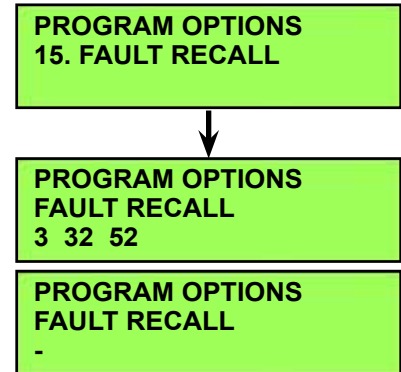 PROGRAM OPTIONS
15. FAULT RECALL
PROGRAM OPTIONS
FAULT RECALL
3 32 52
PROGRAM OPTIONS
FAULT RECALL
-